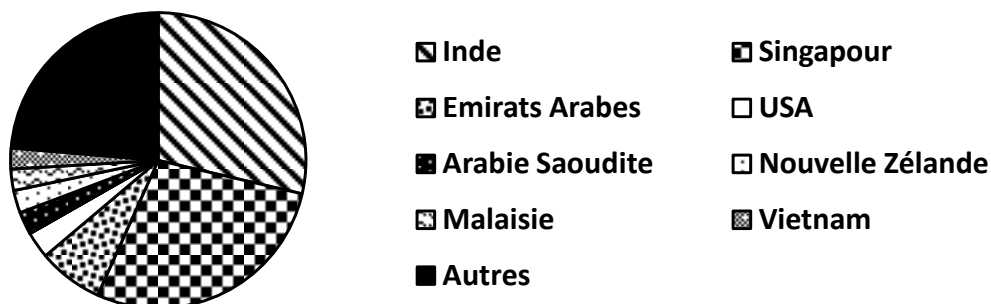 Inde
Singapour
Emirats Arabes
USA
Arabie Saoudite
Nouvelle Zélande
Malaisie
Vietnam
Autres